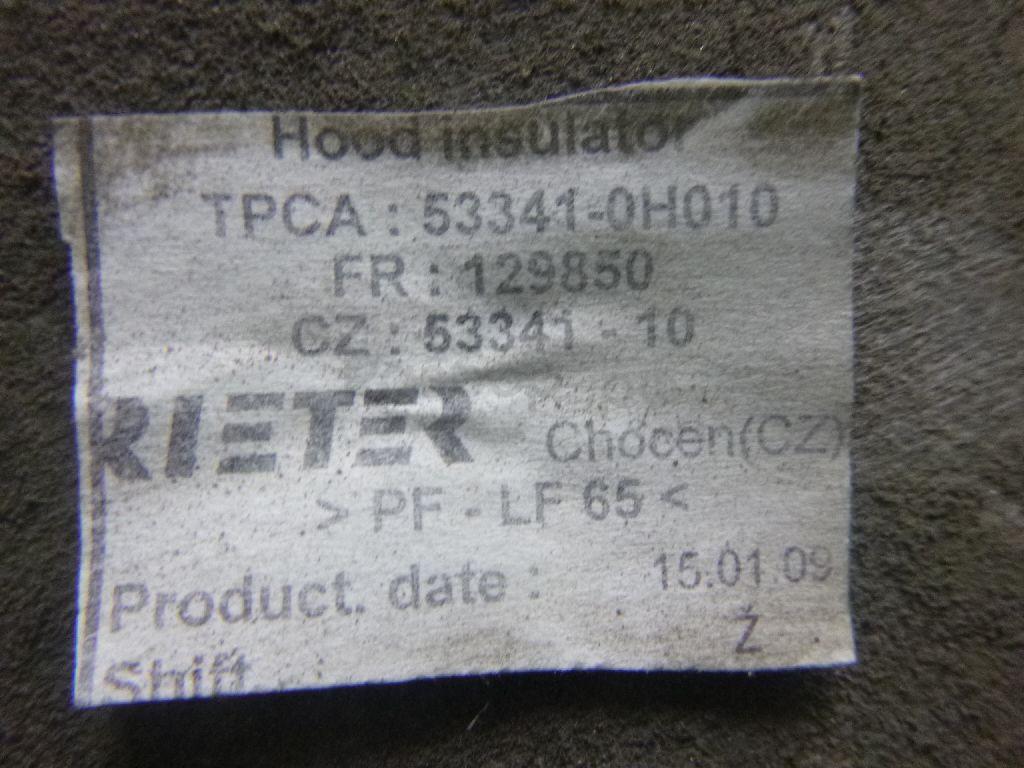 Hood insulator
TPCA : 53341-0H010
FR : 129850
CZ : 53341 - 10
RIETER Chocen(CZ)
> PF - LF 65 <
Product. date : 15.01.09
Ž
Shift